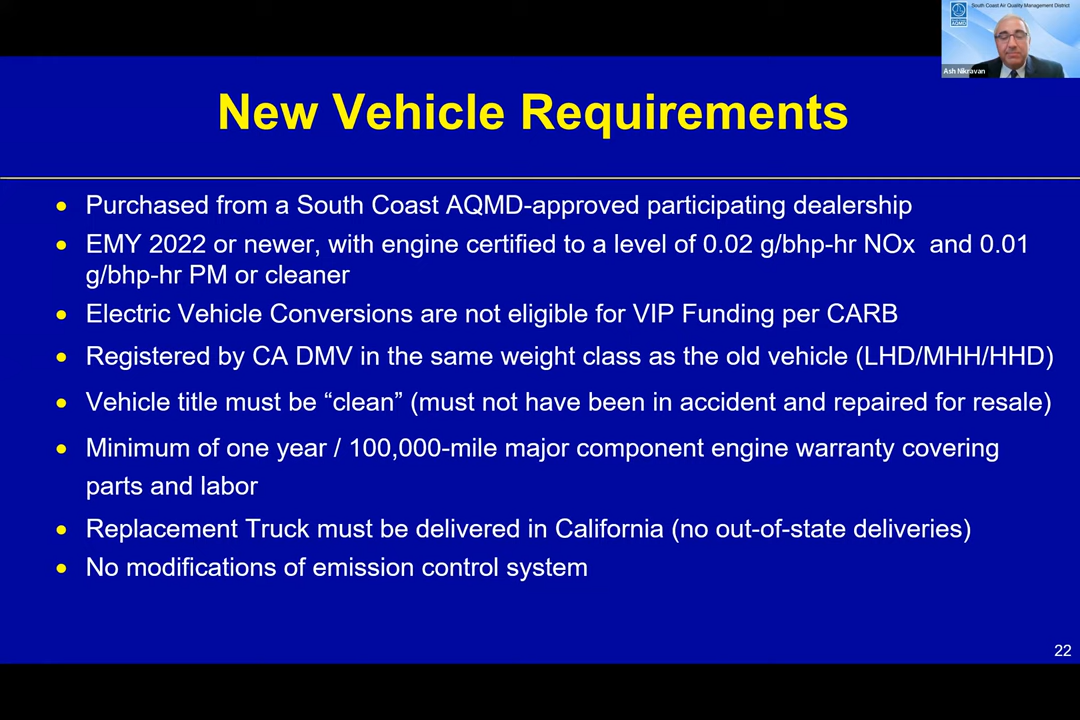 South Coast Air Quality Management District
AQMD
Ash Nikravan
New Vehicle Requirements
• Purchased from a South Coast AQMD-approved participating dealership
• EMY 2022 or newer, with engine certified to a level of 0.02 g/bhp-hr NOx and 0.01
g/bhp-hr PM or cleaner
• Electric Vehicle Conversions are not eligible for VIP Funding per CARB
• Registered by CA DMV in the same weight class as the old vehicle (LHD/MHH/HHD)
• Vehicle title must be “clean” (must not have been in accident and repaired for resale)
• Minimum of one year / 100,000-mile major component engine warranty covering
parts and labor
• Replacement Truck must be delivered in California (no out-of-state deliveries)
• No modifications of emission control system
22